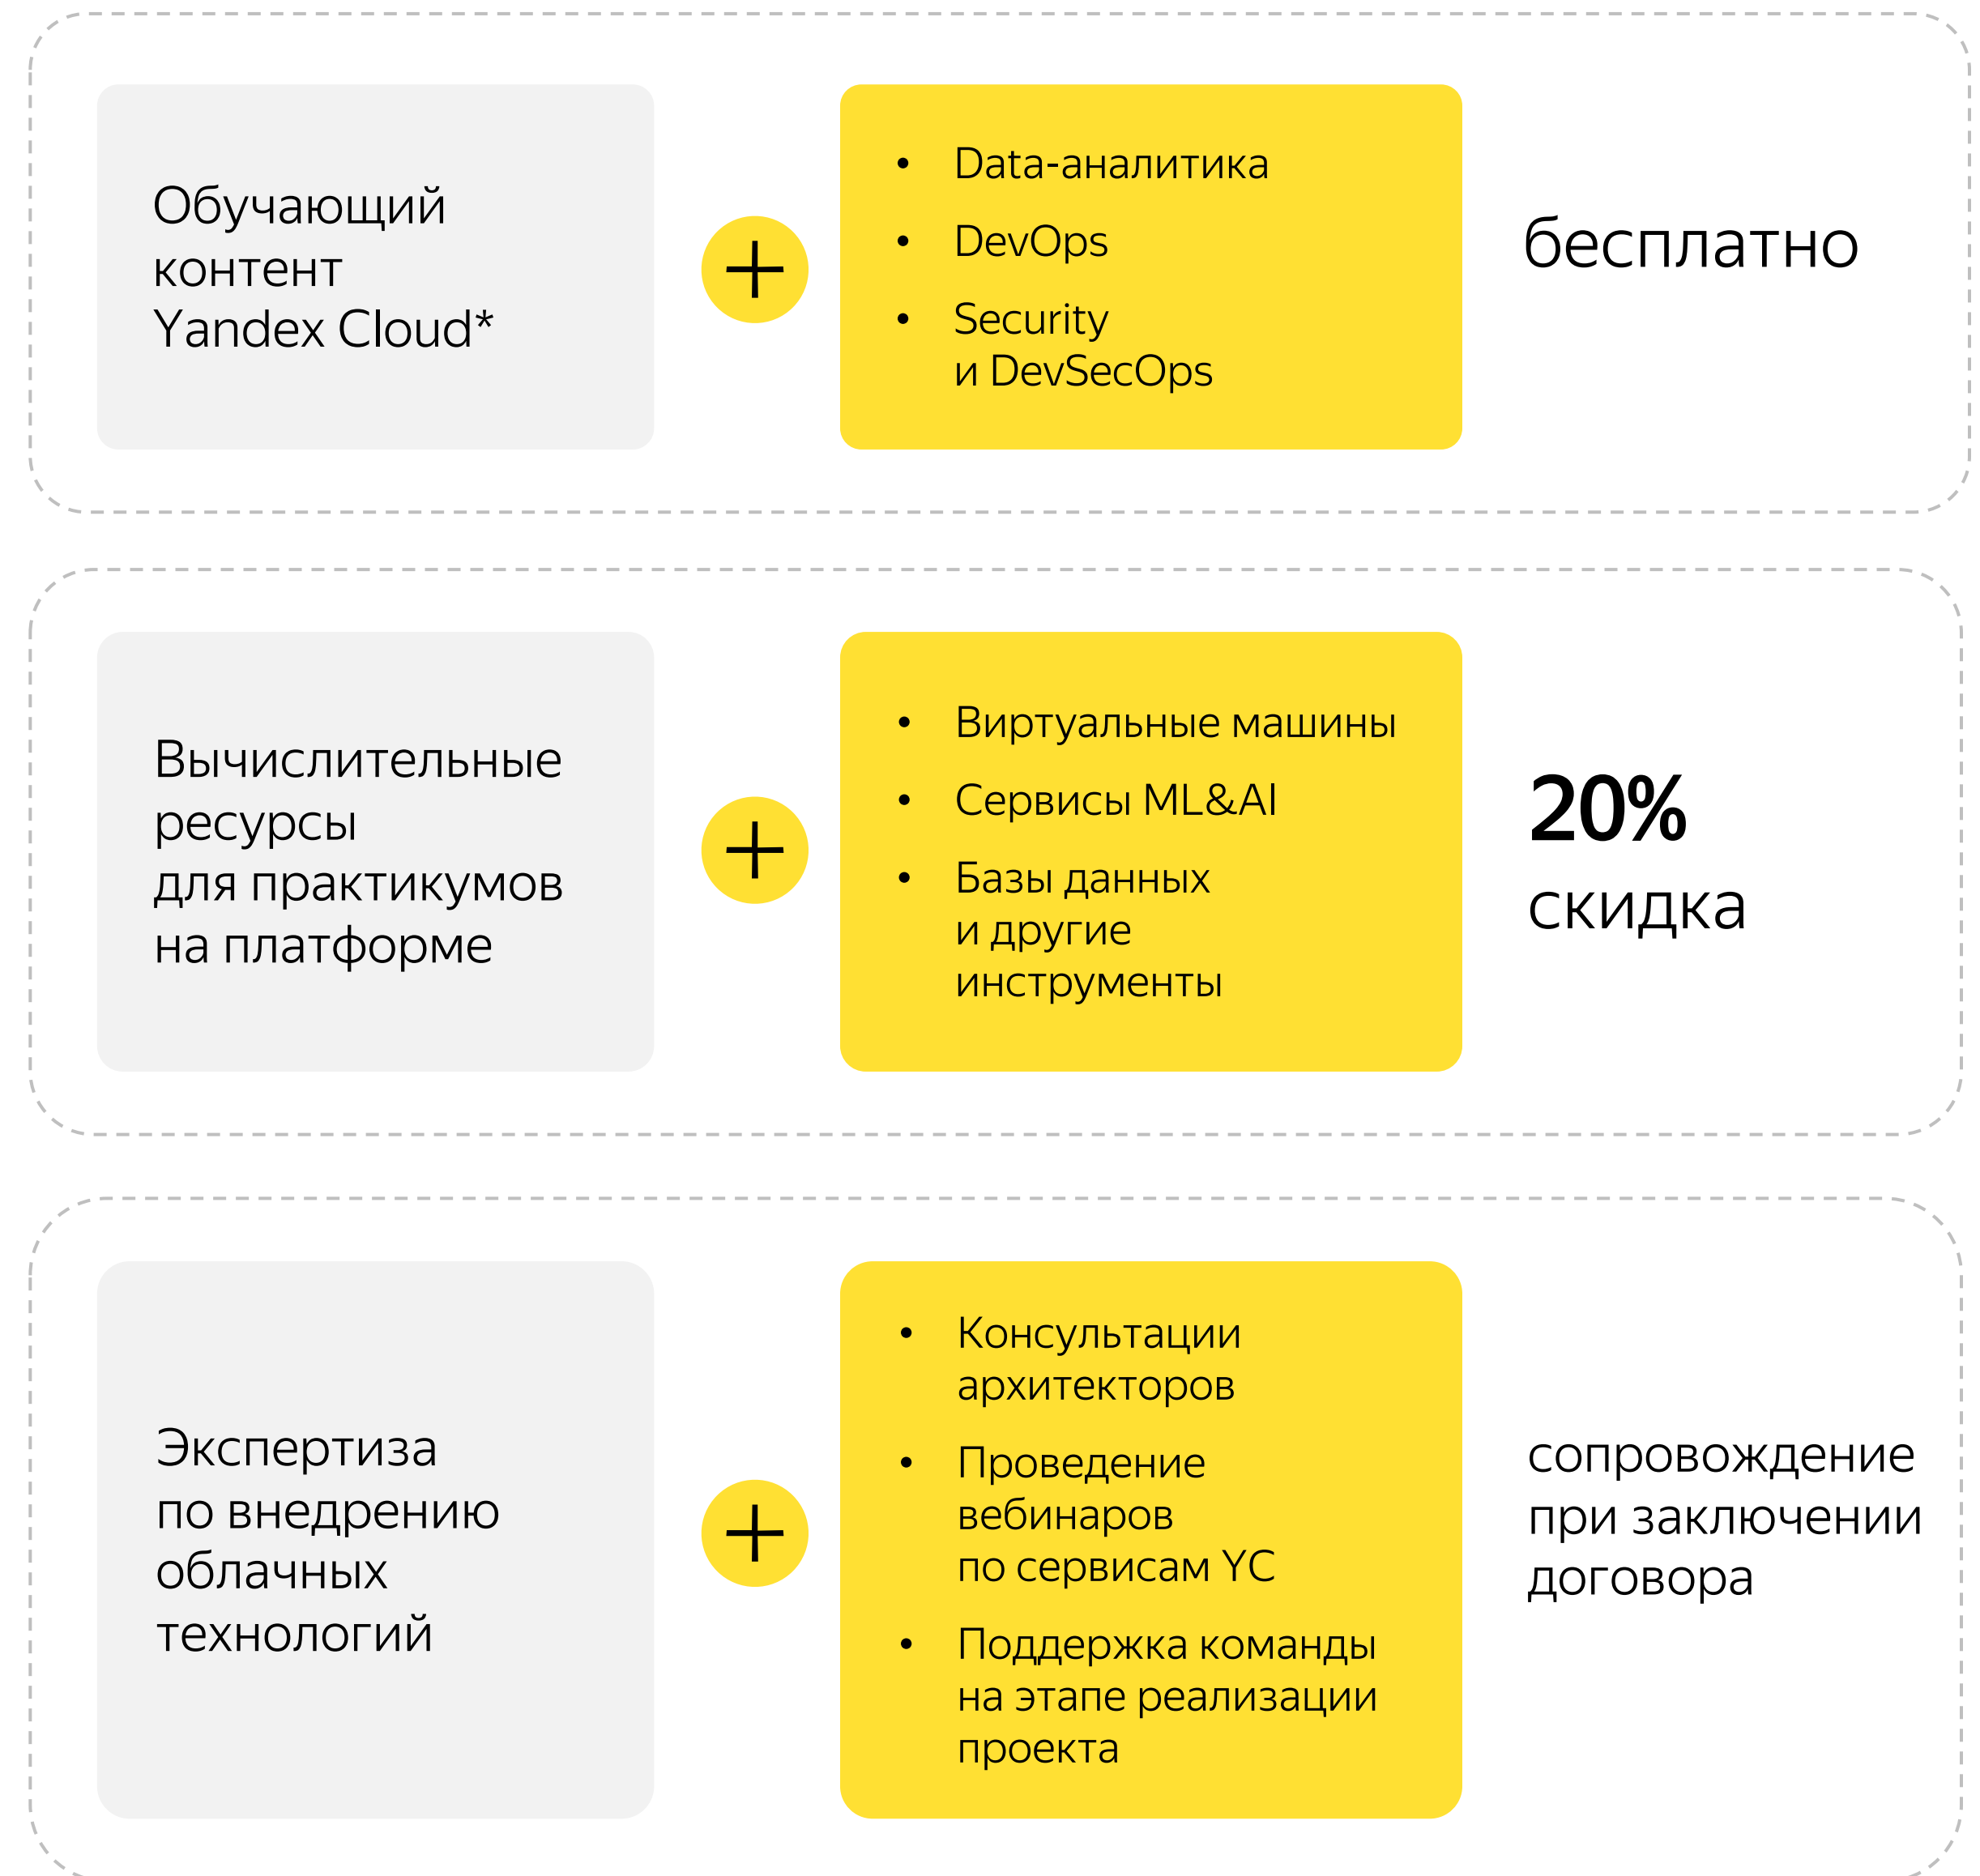 Обучающий
контент
Yandex Cloud*
+
• Data-аналитика
• DevOps
• Security
и DevSecOps
бесплатно
Вычислительные
ресурсы
для практикумов
на платформе
+
• Виртуальные машины
• Сервисы ML&AI
• Базы данных
и другие
инструменты
20%
скидка
Экспертиза
по внедрению
облачных
технологий
+
• Консультации
архитекторов
• Проведение
вебинаров
по сервисам YC
• Поддержка команды
на этапе реализации
проекта
сопровождение
при заключении
договора